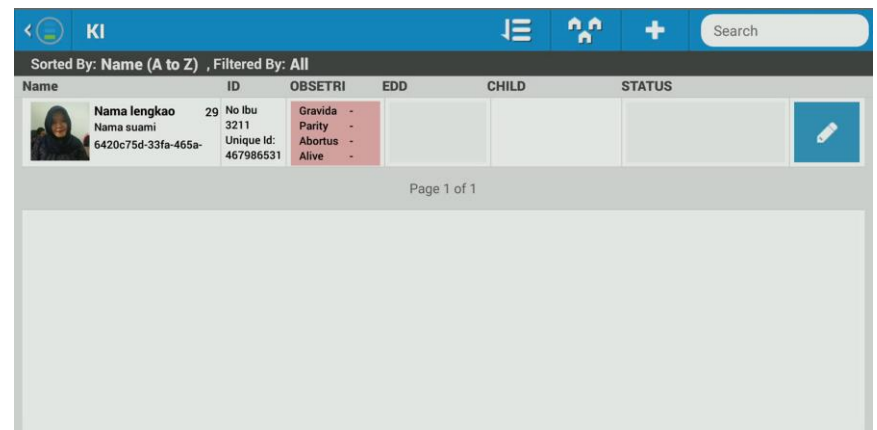 KI
Search
Sorted By: Name (A to Z) , Filtered By: All
Name ID OBSETRI EDD CHILD STATUS
Nama lengkao 29
Nama suami
6420c75d-33fa-465a-
No Ibu
3211
Unique Id:
467986531
Gravida -
Parity -
Abortus -
Alive -
Page 1 of 1